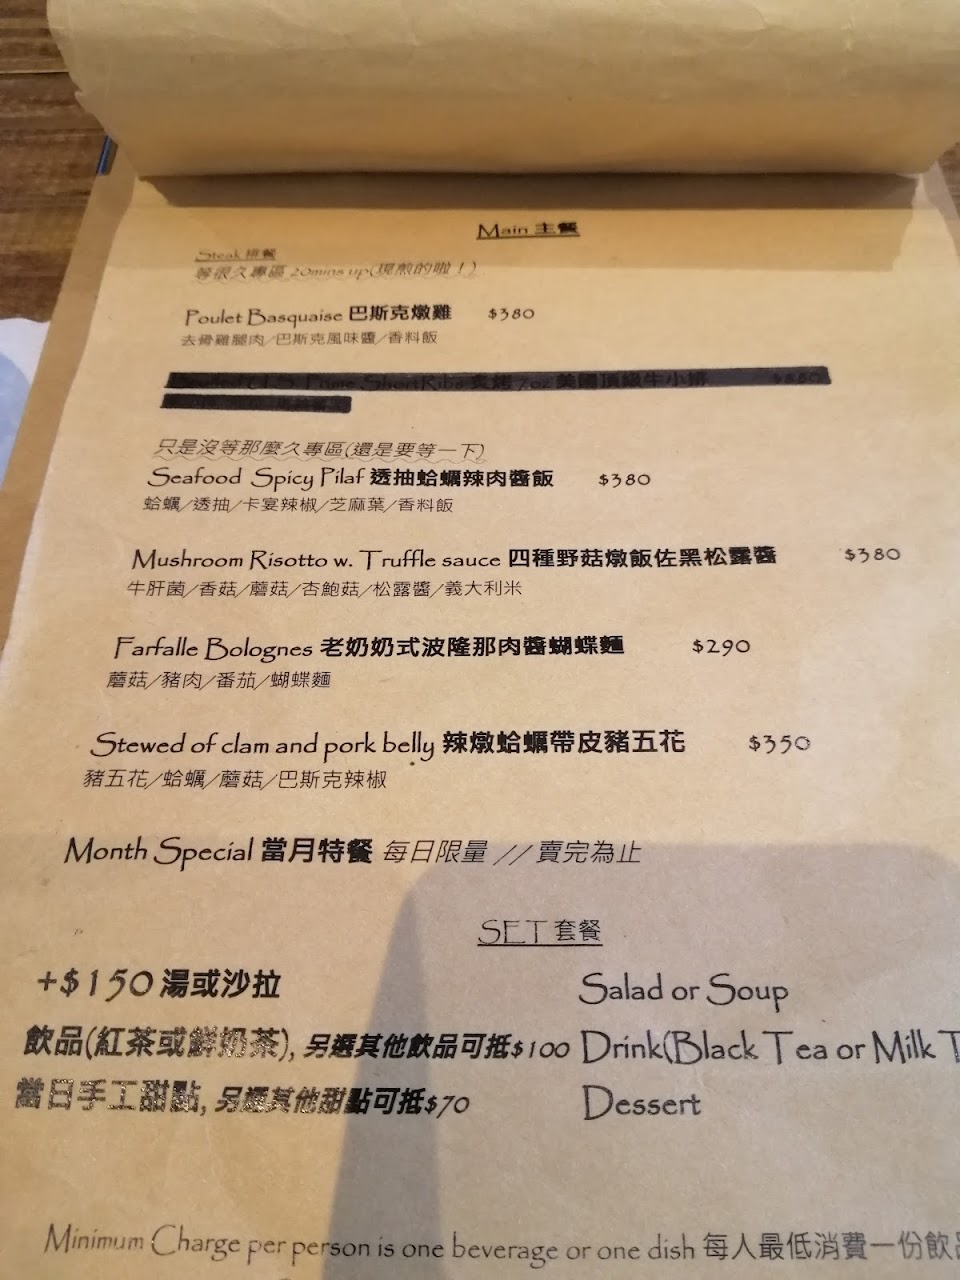 Main 主餐
Steak 排餐
等很久專區 20mins up(現煎的啦！)
Poulet Basquaise 巴斯克燉雞 $380
去骨雞腿肉/巴斯克風味醬/香料飯
U.S. Prime ShortRibs 炙烤 7oz 美國頂級牛小排
只是沒等那麼久專區(還是要等一下)
Seafood Spicy Pilaf 透抽蛤蠣辣肉醬飯 $380
蛤蠣/透抽/卡宴辣椒/芝麻葉/香料飯
Mushroom Risotto w. Truffle sauce 四種野菇燉飯佐黑松露醬 $380
牛肝菌/香菇/蘑菇/杏鮑菇/松露醬/義大利米
Farfalle Bolognes 老奶奶式波隆那肉醬蝴蝶麵 $290
蘑菇/豬肉/番茄/蝴蝶麵
Stewed of clam and pork belly 辣燉蛤蠣帶皮豬五花 $350
豬五花/蛤蠣/蘑菇/巴斯克辣椒
Month Special 當月特餐 每日限量 // 賣完為止
SET 套餐
+$150 湯或沙拉 Salad or Soup
飲品(紅茶或鮮奶茶), 另選其他飲品可抵$100 Drink(Black Tea or Milk T
當日手工甜點, 另選其他甜點可抵$70 Dessert
Minimum Charge per person is one beverage or one dish 每人最低消費一份飲品